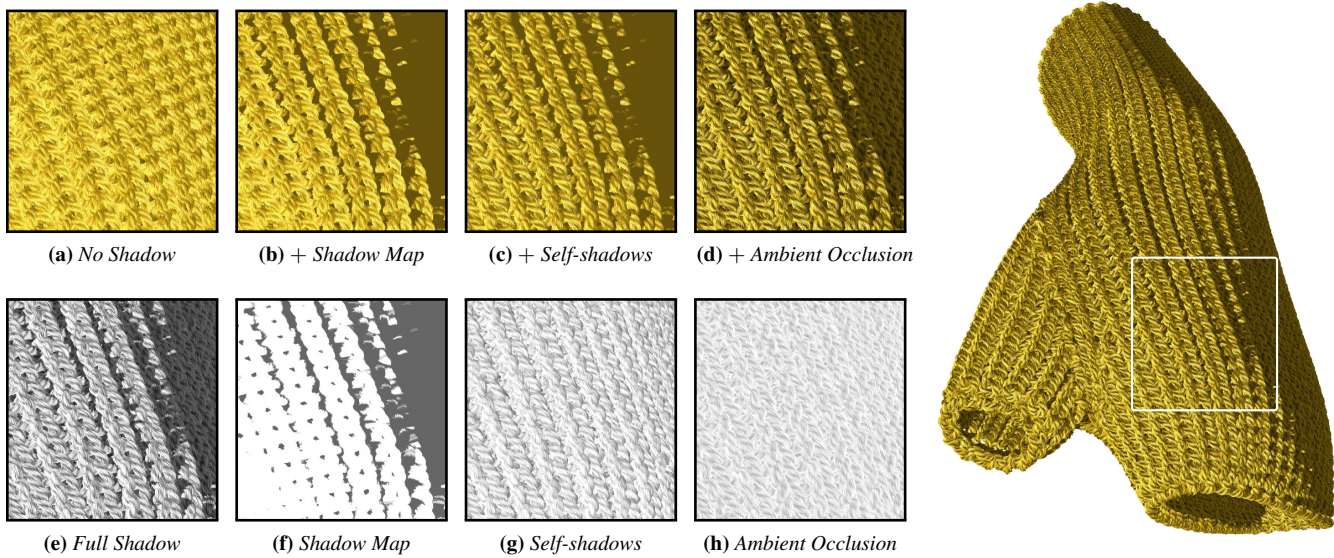 (a) No Shadow
(b) + Shadow Map
(c) + Self-shadows
(d) + Ambient Occlusion
(e) Full Shadow
(f) Shadow Map
(g) Self-shadows
(h) Ambient Occlusion